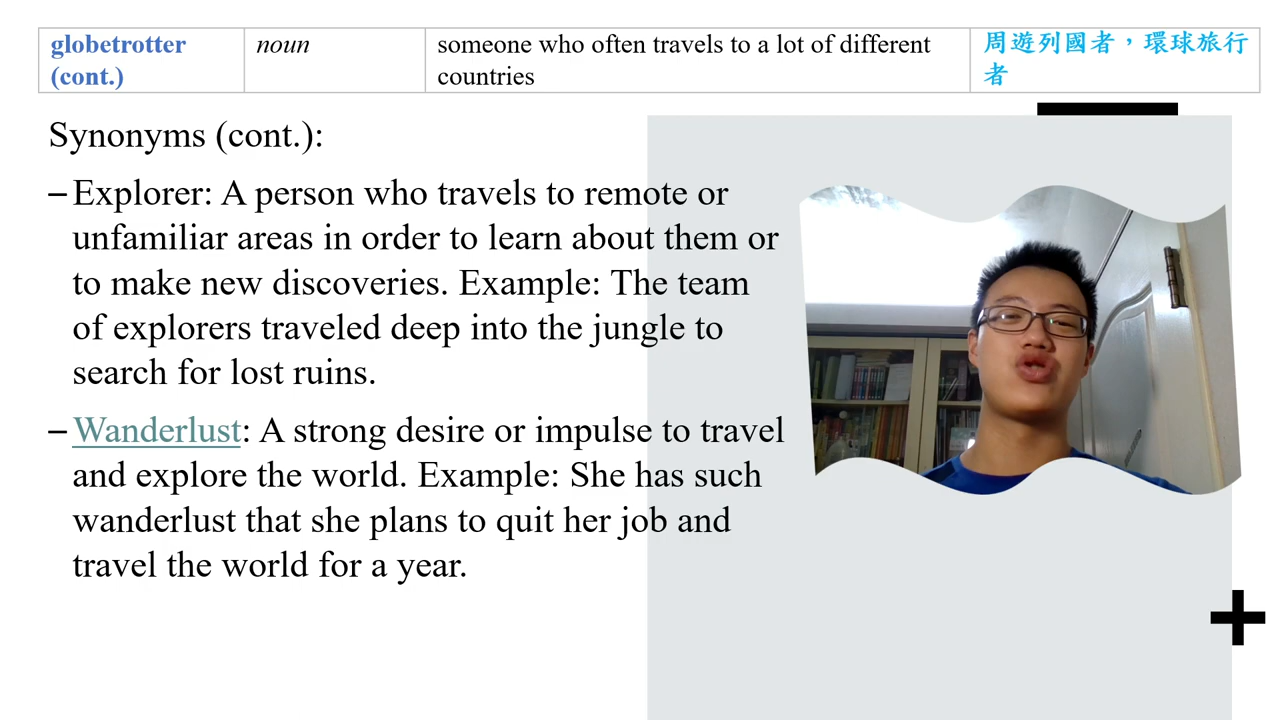 globetrotter
(cont.)
noun
someone who often travels to a lot of different
countries
周遊列國者，環球旅行
者
Synonyms (cont.):
– Explorer: A person who travels to remote or
unfamiliar areas in order to learn about them or
to make new discoveries. Example: The team
of explorers traveled deep into the jungle to
search for lost ruins.
– Wanderlust: A strong desire or impulse to travel
and explore the world. Example: She has such
wanderlust that she plans to quit her job and
travel the world for a year.